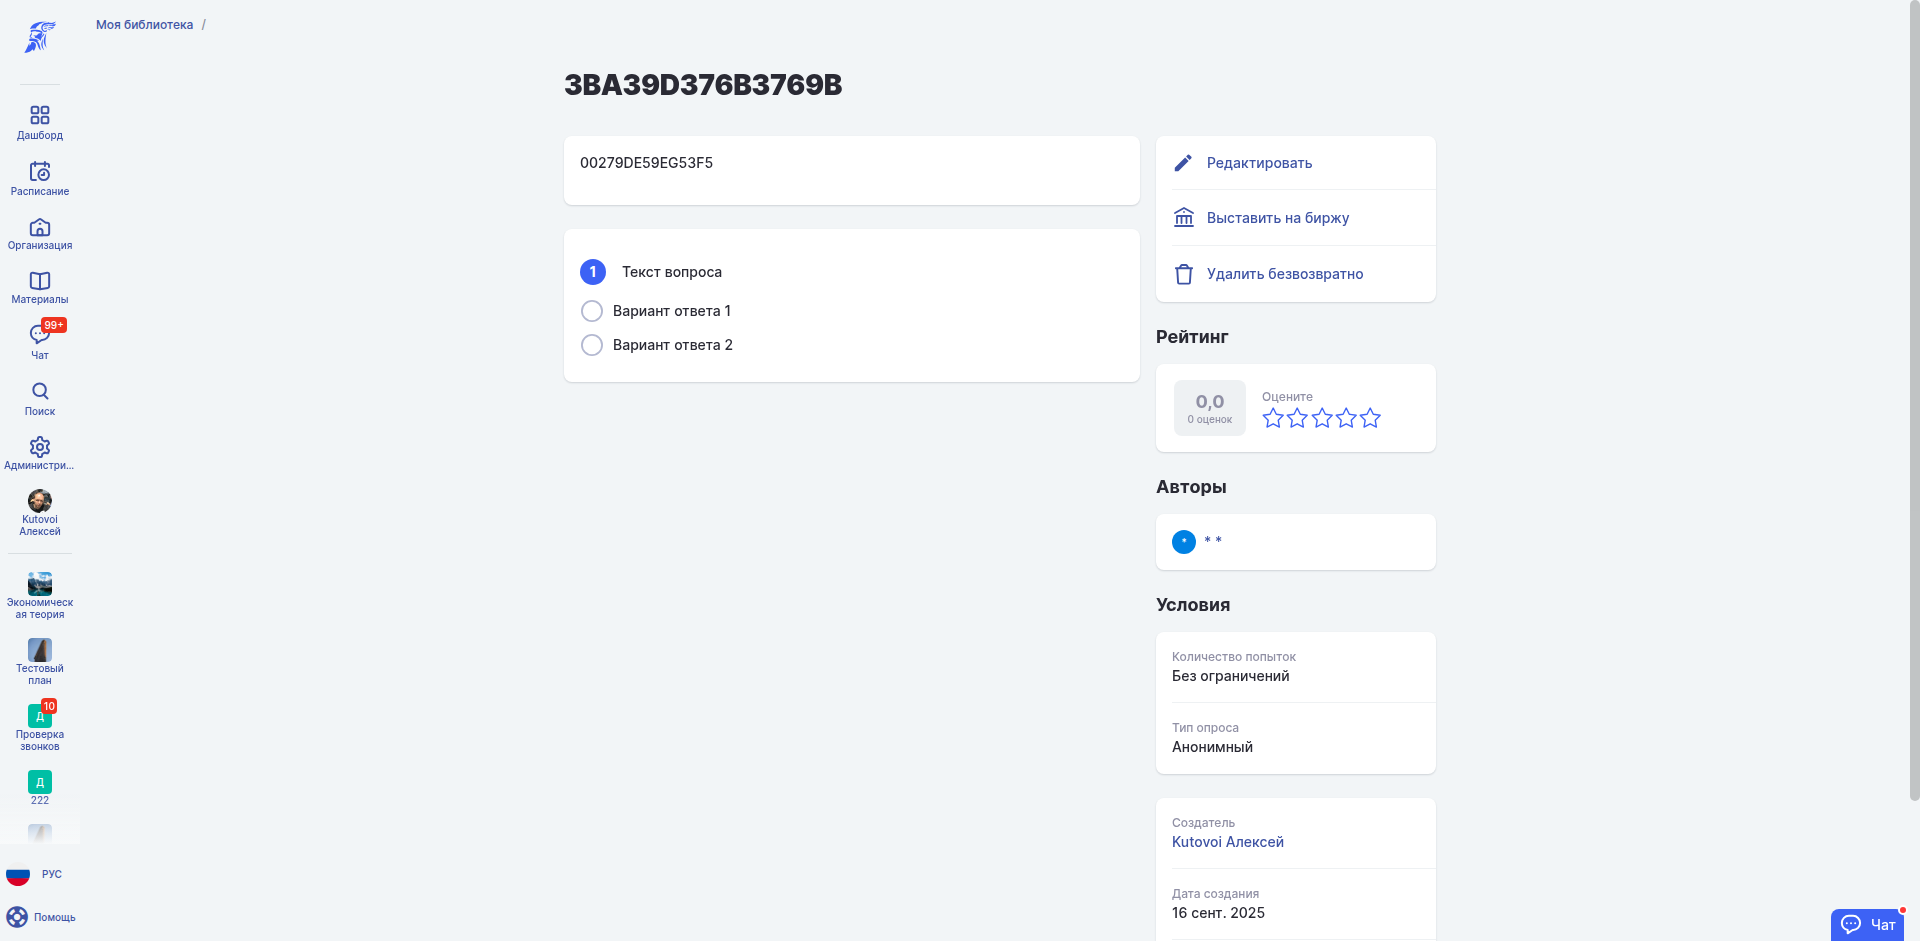 Моя библиотека /
3BA39D376B3769B
00279DE59EG53F5
1 Текст вопроса
Вариант ответа 1
Вариант ответа 2
Редактировать
Выставить на биржу
Удалить безвозвратно
Рейтинг
0,0
0 оценок
Оцените
Авторы
* * *
Условия
Количество попыток
Без ограничений
Тип опроса
Анонимный
Создатель
Kutovoi Алексей
Дата создания
16 сент. 2025
Дашборд
Расписание
Организация
Материалы
99+
Чат
Поиск
Администри...
Kutovoi
Алексей
Экономическ
ая теория
Тестовый
план
10
Д
Проверка
звонков
Д
222
РУС
Помощь
Чат